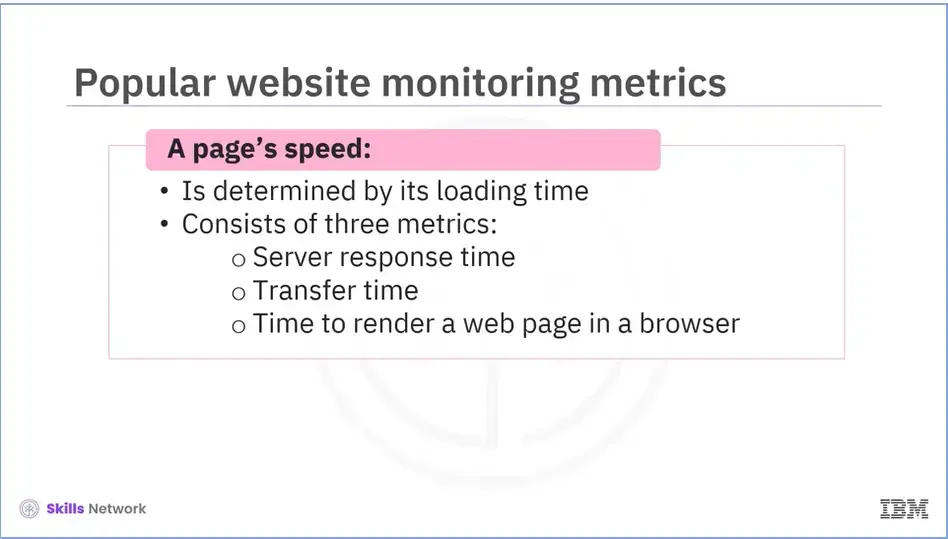 Popular website monitoring metrics
A page’s speed:
• Is determined by its loading time
• Consists of three metrics:
o Server response time
o Transfer time
o Time to render a web page in a browser
Skills Network
IBM